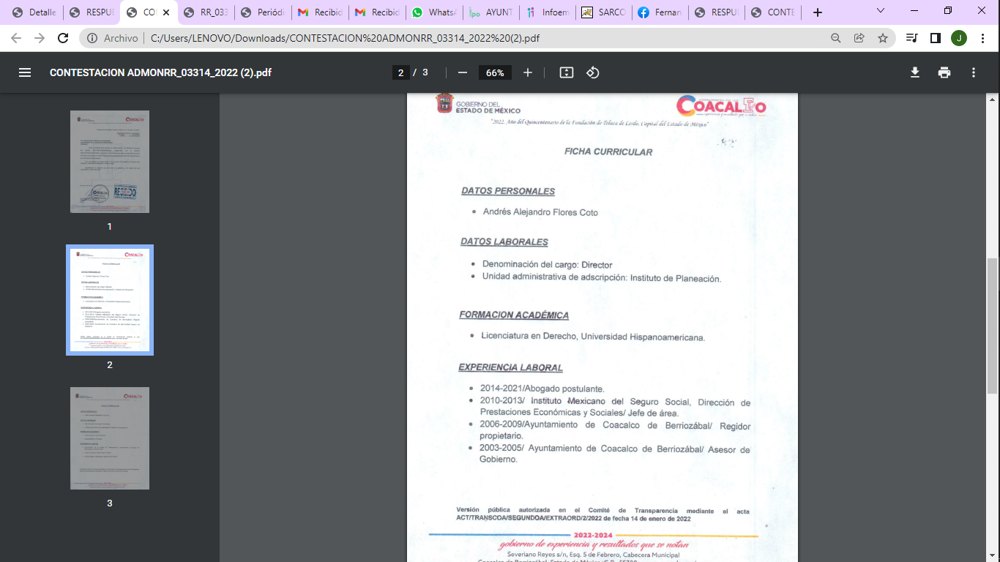 Detalle
RESPUE
CO
RR_033
Periódi
Recibid
Recibid
WhatsA
AYUNT
Infoem
SARCO
Fernan
RESPUE
CONTE
Archivo
C:/Users/LENOVO/Downloads/CONTESTACION%20ADMONRR_03314_2022%20(2).pdf
J
CONTESTACION ADMONRR_03314_2022 (2).pdf
2 / 3
66%
1
2
3
GOBIERNO DEL
ESTADO DE MÉXICO
COACALCO
"2022. Año del Quincentenario de la Fundación de Toluca de Lerdo, Capital del Estado de México"
FICHA CURRICULAR
DATOS PERSONALES
• Andrés Alejandro Flores Coto
DATOS LABORALES
• Denominación del cargo: Director
• Unidad administrativa de adscripción: Instituto de Planeación.
FORMACION ACADÉMICA
• Licenciatura en Derecho, Universidad Hispanoamericana.
EXPERIENCIA LABORAL
• 2014-2021/Abogado postulante.
• 2010-2013/ Instituto Mexicano del Seguro Social, Dirección de
Prestaciones Económicas y Sociales/ Jefe de área.
• 2006-2009/Ayuntamiento de Coacalco de Berriozábal/ Regidor
propietario.
• 2003-2005/ Ayuntamiento de Coacalco de Berriozábal/ Asesor de
Gobierno.
Versión pública autorizada en el Comité de Transparencia mediante el acta
ACT/TRANSCOA/SEGUNDOA/EXTRAORD/2/2022 de fecha 14 de enero de 2022
2022-2024
gobierno de experiencia y resultados que se notan
Severiano Reyes s/n, Esq. 5 de Febrero, Cabecera Municipal